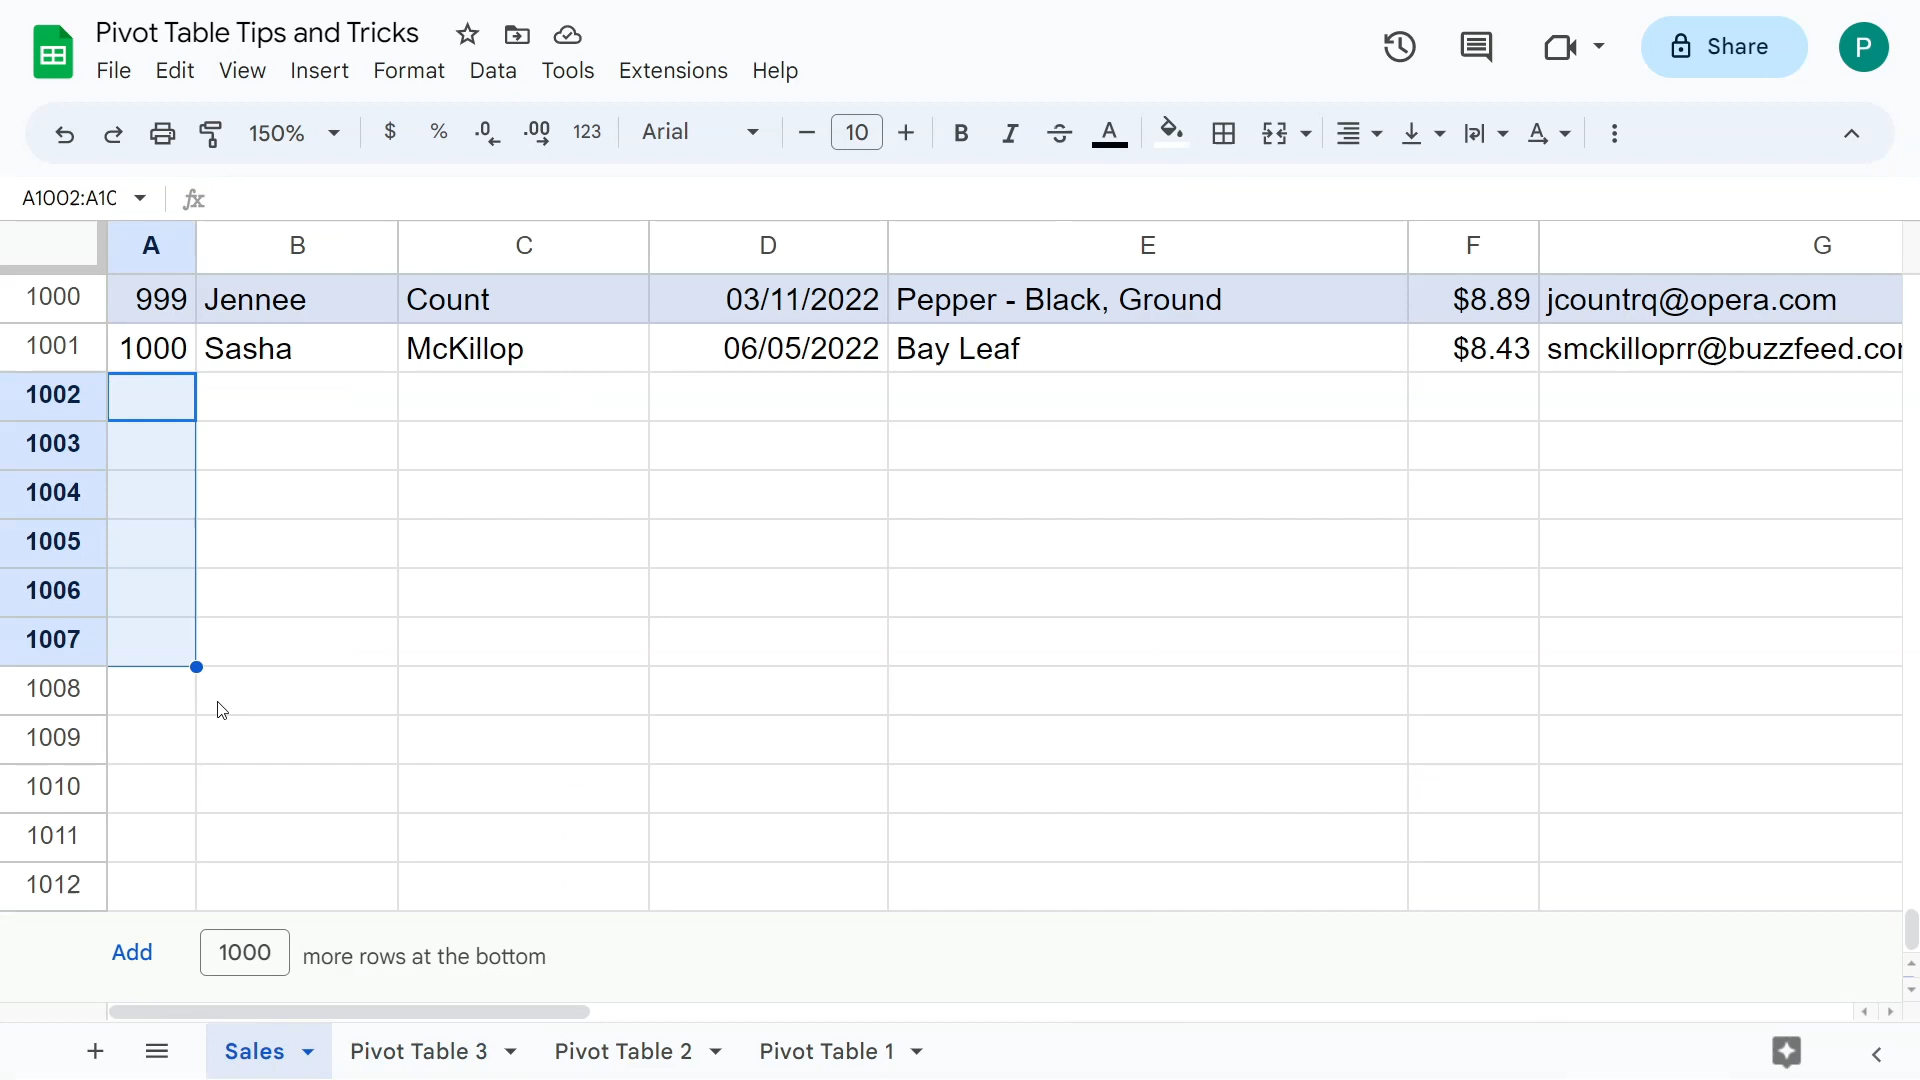 Pivot Table Tips and Tricks
File Edit View Insert Format Data Tools Extensions Help
Share
P
150% $ % .0 .00 123 Arial 10 B I S A A
A1002:A1C fx
A B C D E F G
1000 999 Jennee Count 03/11/2022 Pepper - Black, Ground $8.89 jcountrq@opera.com
1001 1000 Sasha McKillop 06/05/2022 Bay Leaf $8.43 smckilloprr@buzzfeed.cor
1002
1003
1004
1005
1006
1007
1008
1009
1010
1011
1012
Add 1000 more rows at the bottom
Sales Pivot Table 3 Pivot Table 2 Pivot Table 1